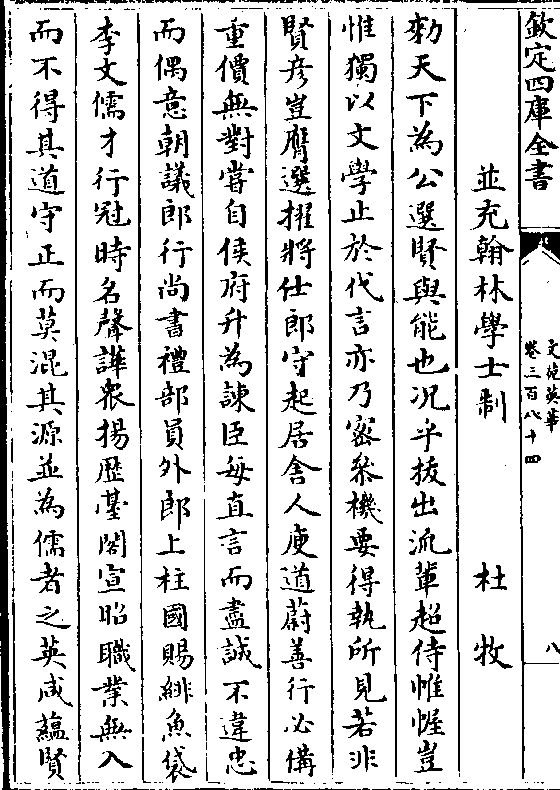 欽定四庫全書
文苑英華
卷三百八十四
八
並充翰林學士制
杜牧
勑天下為公選賢與能也况乎拔出流輩超侍惟幄豈
惟獨以文學止於代言亦乃密叅機要得執所見若非
賢彦豈膺選擢將仕郎守起居舍人庾道蔚善行必備
重價無對嘗自侯府升為諫臣每直言而盡誠不違忠
而偶意朝議郎行尚書禮部員外郎上柱國賜緋魚袋
李文儒才行冠時名聲譁衆揚歴臺閣宣昭職業無入
而不得其道守正而莫混其源並為儒者之英咸藴賢